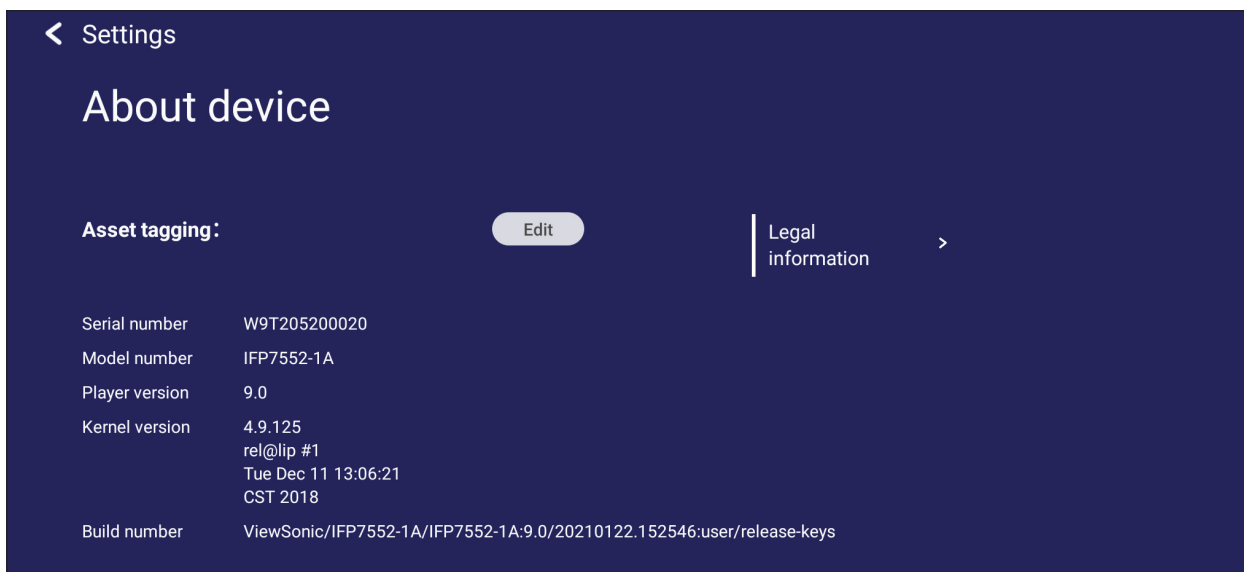 Settings
About device
Asset tagging:
Edit
Legal
information
Serial number W9T205200020
Model number IFP7552-1A
Player version 9.0
Kernel version 4.9.125
rel@lip #1
Tue Dec 11 13:06:21
CST 2018
Build number ViewSonic/IFP7552-1A/IFP7552-1A:9.0/20210122.152546:user/release-keys